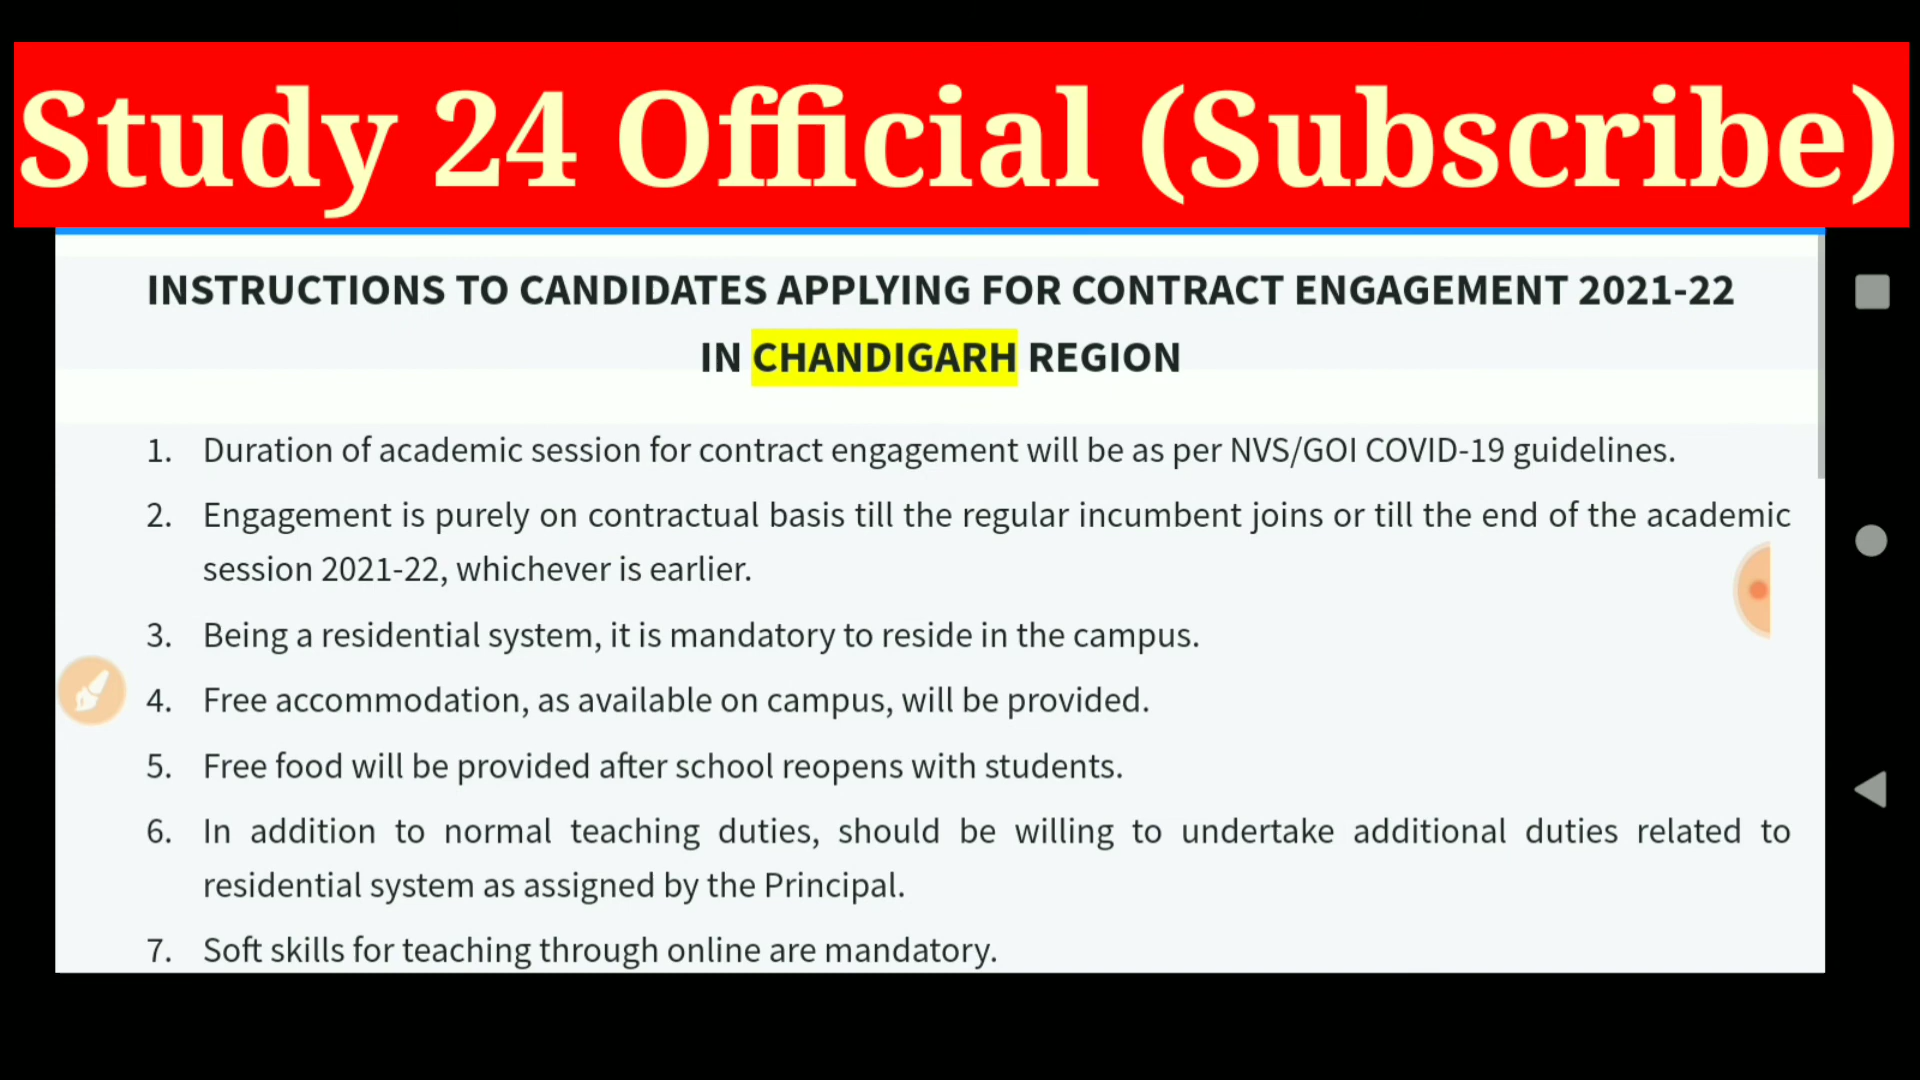 Study 24 Official (Subscribe)
INSTRUCTIONS TO CANDIDATES APPLYING FOR CONTRACT ENGAGEMENT 2021-22
IN CHANDIGARH REGION
1. Duration of academic session for contract engagement will be as per NVS/GOI COVID-19 guidelines.
2. Engagement is purely on contractual basis till the regular incumbent joins or till the end of the academic
session 2021-22, whichever is earlier.
3. Being a residential system, it is mandatory to reside in the campus.
4. Free accommodation, as available on campus, will be provided.
5. Free food will be provided after school reopens with students.
6. In addition to normal teaching duties, should be willing to undertake additional duties related to
residential system as assigned by the Principal.
7. Soft skills for teaching through online are mandatory.